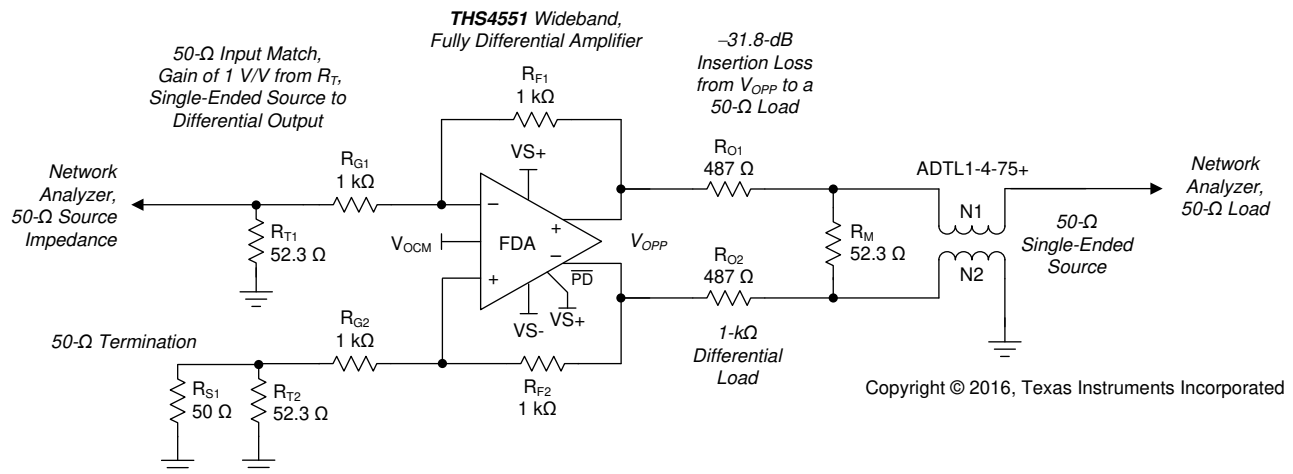 THS4551 Wideband,
Fully Differential Amplifier
50-Ω Input Match,
Gain of 1 V/V from RT,
Single-Ended Source to
Differential Output
–31.8-dB
Insertion Loss
from VOPP to a
50-Ω Load
RF1
1 kΩ
VS+
RG1
1 kΩ
RO1
487 Ω
ADTL1-4-75+
Network
Analyzer,
50-Ω Source
Impedance
Network
Analyzer,
50-Ω Load
RT1
52.3 Ω
VOCM
–
+
FDA
+
–
VOPP
PD
RM
52.3 Ω
N1
N2
50-Ω
Single-Ended
Source
RO2
487 Ω
VS-
VS+
50-Ω Termination
RG2
1 kΩ
RF2
1 kΩ
1-kΩ
Differential
Load
RS1
50 Ω
RT2
52.3 Ω
Copyright © 2016, Texas Instruments Incorporated